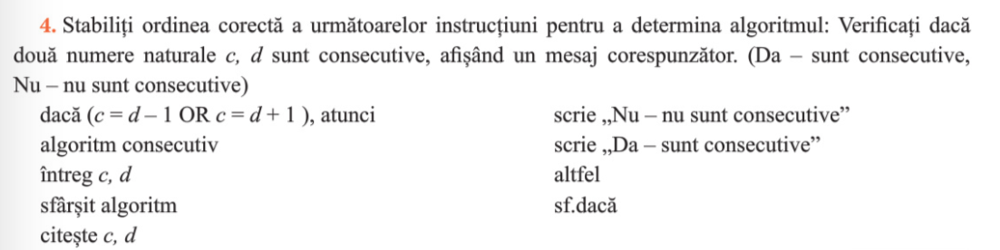 4. Stabiliți ordinea corectă a următoarelor instrucțiuni pentru a determina algoritmul: Verificați dacă
două numere naturale c, d sunt consecutive, afișând un mesaj corespunzător. (Da – sunt consecutive,
Nu – nu sunt consecutive)
dacă (c = d – 1 OR c = d + 1 ), atunci
algoritm consecutiv
întreg c, d
sfârșit algoritm
citește c, d
scrie „Nu – nu sunt consecutive”
scrie „Da – sunt consecutive”
altfel
sf.dacă